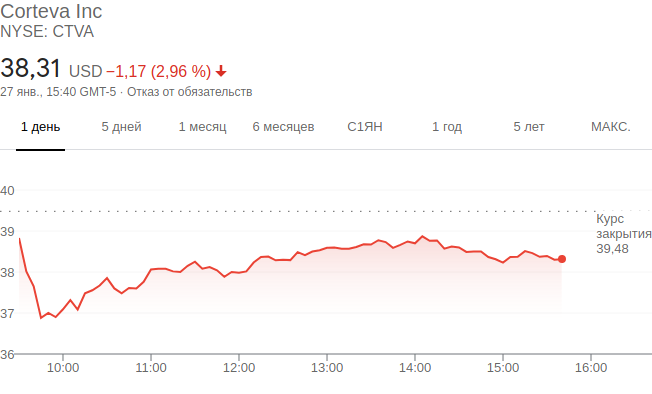 Corteva Inc
NYSE: CTVA
38,31 USD −1,17 (2,96 %)
27 янв., 15:40 GMT-5 · Отказ от обязательств
1 день 5 дней 1 месяц 6 месяцев С1ЯН 1 год 5 лет МАКС.
40
Курс
39
закрытия
39,48
38
37
36
10:00 11:00 12:00 13:00 14:00 15:00 16:00